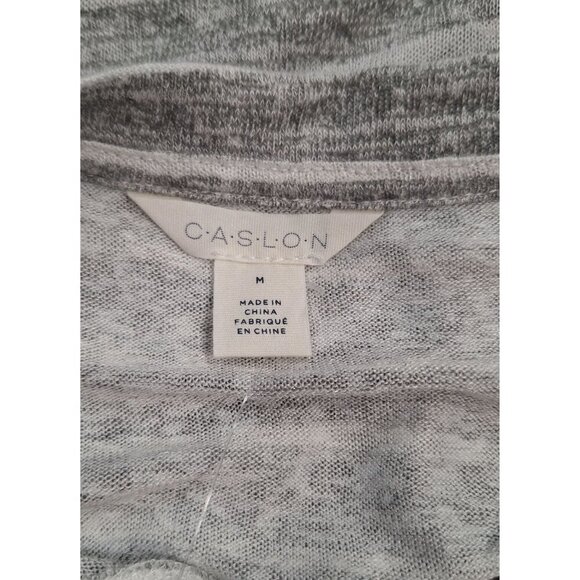 C·A·S·L·O·N
M
MADE IN
CHINA
FABRIQUÉ
EN CHINE